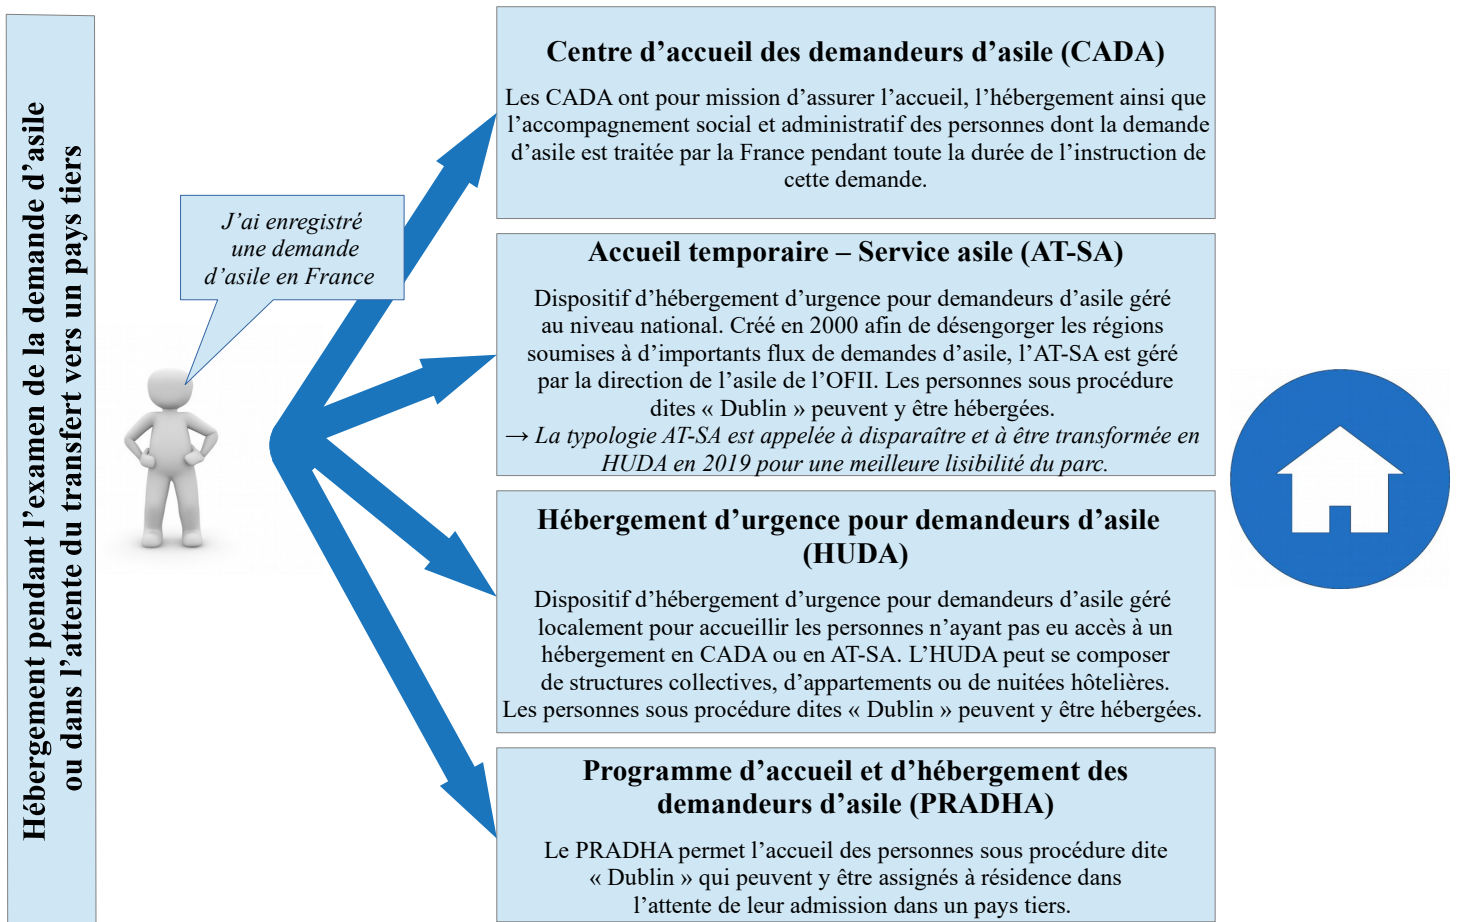 Hébergement pendant l’examen de la demande d’asile
ou dans l’attente du transfert vers un pays tiers
J’ai enregistré
une demande
d’asile en France
Centre d’accueil des demandeurs d’asile (CADA)
Les CADA ont pour mission d’assurer l’accueil, l’hébergement ainsi que
l’accompagnement social et administratif des personnes dont la demande
d’asile est traitée par la France pendant toute la durée de l’instruction de
cette demande.
Accueil temporaire – Service asile (AT-SA)
Dispositif d’hébergement d’urgence pour demandeurs d’asile géré
au niveau national. Créé en 2000 afin de désengorger les régions
soumises à d’importants flux de demandes d’asile, l’AT-SA est géré
par la direction de l’asile de l’OFII. Les personnes sous procédure
dites « Dublin » peuvent y être hébergées.
→ La typologie AT-SA est appelée à disparaître et à être transformée en
HUDA en 2019 pour une meilleure lisibilité du parc.
Hébergement d’urgence pour demandeurs d’asile
(HUDA)
Dispositif d’hébergement d’urgence pour demandeurs d’asile géré
localement pour accueillir les personnes n’ayant pas eu accès à un
hébergement en CADA ou en AT-SA. L’HUDA peut se composer
de structures collectives, d’appartements ou de nuitées hôtelières.
Les personnes sous procédure dites « Dublin » peuvent y être hébergées.
Programme d’accueil et d’hébergement des
demandeurs d’asile (PRADHA)
Le PRADHA permet l’accueil des personnes sous procédure dite
« Dublin » qui peuvent y être assignés à résidence dans
l’attente de leur admission dans un pays tiers.